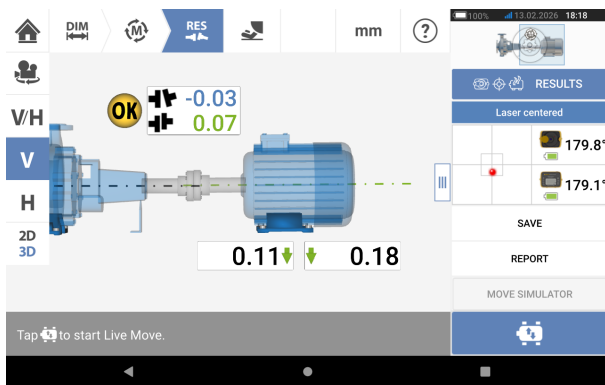 100% 13.02.2026 18:18
DIM
M
RES
mm
?
RESULTS
Laser centered
V/H
OK
-0.03
0.07
179.8°
V
179.1°
H
2D
3D
SAVE
0.11
0.18
REPORT
MOVE SIMULATOR
Tap to start Live Move.